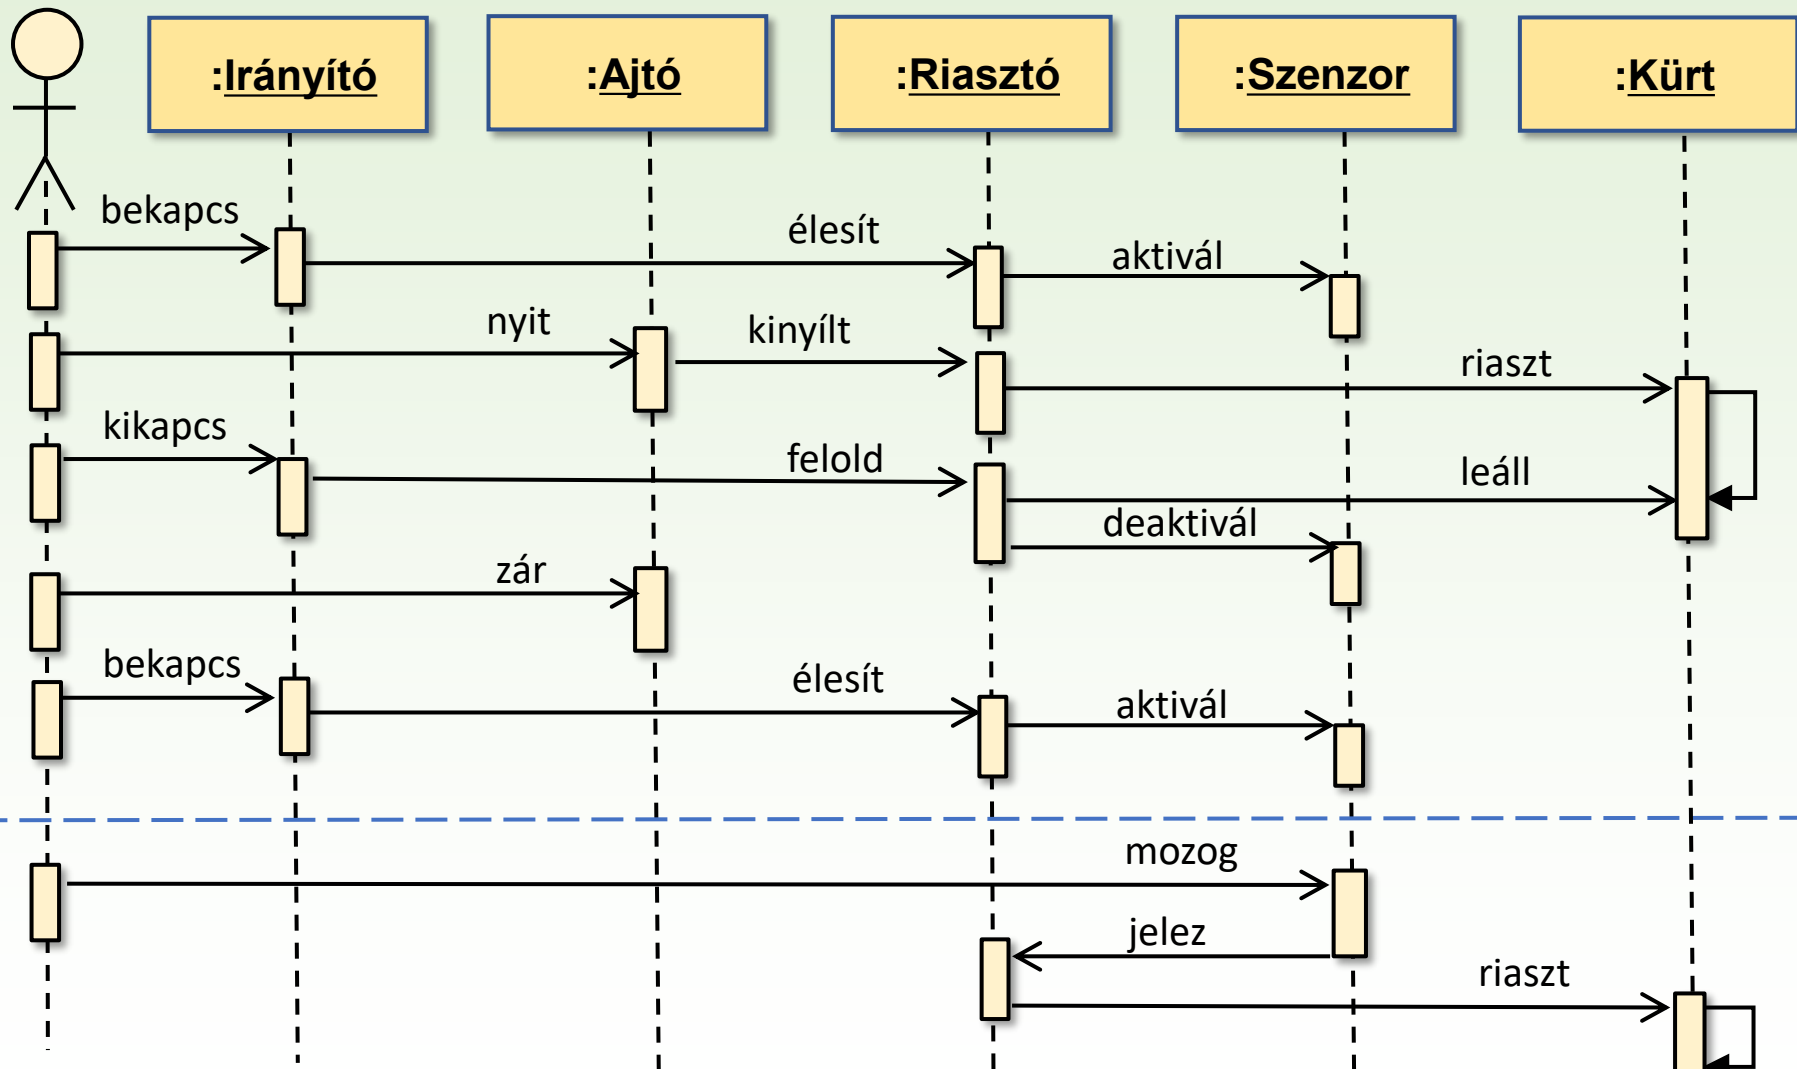 :Irányító
:Ajtó
:Riasztó
:Szenzor
:Kürt
bekapcs
élesít
aktivál
nyit
kinyílt
riaszt
kikapcs
felold
leáll
deaktivál
zár
bekapcs
élesít
aktivál
mozog
jelez
riaszt